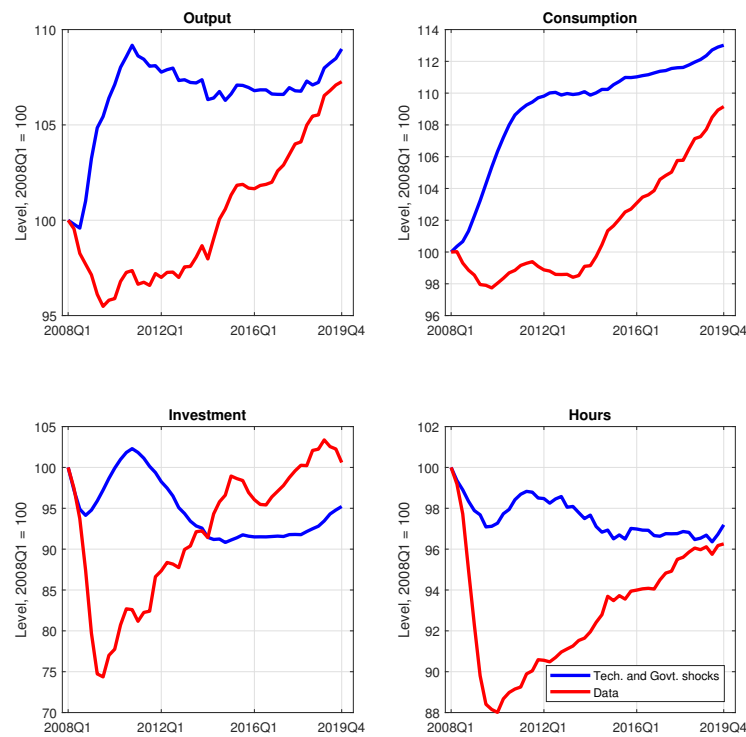 Output
Level, 2008Q1 = 100
110
105
100
95
2008Q1 2012Q1 2016Q1 2019Q4
Consumption
Level, 2008Q1 = 100
114
112
110
108
106
104
102
100
98
96
2008Q1 2012Q1 2016Q1 2019Q4
Investment
Level, 2008Q1 = 100
105
100
95
90
85
80
75
70
2008Q1 2012Q1 2016Q1 2019Q4
Hours
Level, 2008Q1 = 100
102
100
98
96
94
92
90
88
2008Q1 2012Q1 2016Q1 2019Q4
Tech. and Govt. shocks
Data